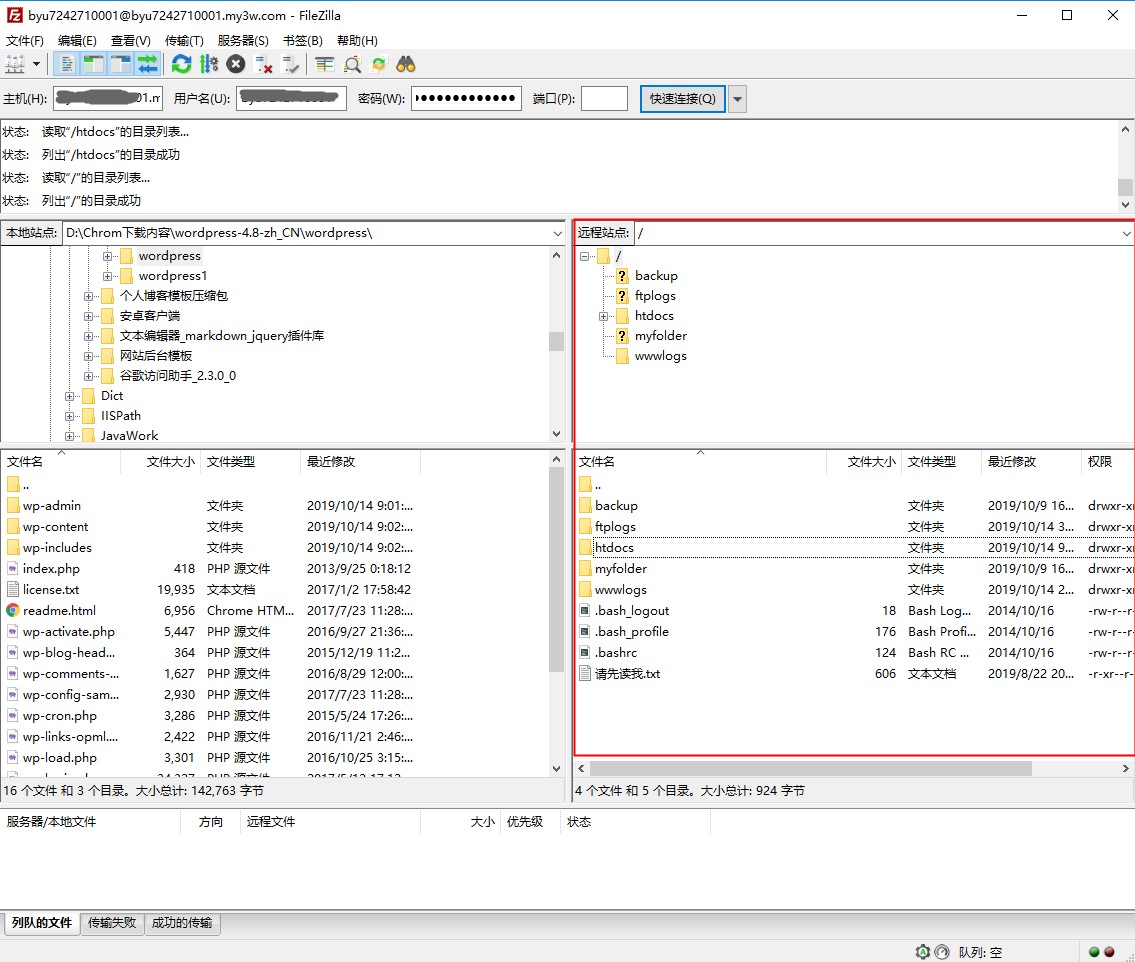 byu7242710001@byu7242710001.my3w.com - FileZilla
文件(F) 编辑(E) 查看(V) 传输(T) 服务器(S) 书签(B) 帮助(H)
主机(H): 01.m 用户名(U): 密码(W): ●●●●●●●●●●●●● 端口(P): 快速连接(Q)
状态: 读取“/htdocs”的目录列表...
状态: 列出“/htdocs”的目录成功
状态: 读取“/”的目录列表...
状态: 列出“/”的目录成功
本地站点: D:\Chrom下载内容\wordpress-4.8-zh_CN\wordpress\
wordpress
wordpress1
个人博客模板压缩包
安卓客户端
文本编辑器_markdown_jquery插件库
网站后台模板
谷歌访问助手_2.3.0_0
Dict
IISPath
JavaWork
远程站点: /
/
backup
ftplogs
htdocs
myfolder
wwwlogs
文件名 文件大小 文件类型 最近修改
..
wp-admin 文件夹 2019/10/14 9:01:...
wp-content 文件夹 2019/10/14 9:02:...
wp-includes 文件夹 2019/10/14 9:02:...
index.php 418 PHP 源文件 2013/9/25 0:18:12
license.txt 19,935 文本文档 2017/1/2 17:58:42
readme.html 6,956 Chrome HTM... 2017/7/23 11:28:...
wp-activate.php 5,447 PHP 源文件 2016/9/27 21:36:...
wp-blog-head... 364 PHP 源文件 2015/12/19 11:2...
wp-comments-... 1,627 PHP 源文件 2016/8/29 12:00:...
wp-config-sam... 2,930 PHP 源文件 2017/7/23 11:28:...
wp-cron.php 3,286 PHP 源文件 2015/5/24 17:26:...
wp-links-opml.... 2,422 PHP 源文件 2016/11/21 2:46:...
wp-load.php 3,301 PHP 源文件 2016/10/25 3:15:...
16 个文件 和 3 个目录。大小总计: 142,763 字节
文件名 文件大小 文件类型 最近修改 权限
..
backup 文件夹 2019/10/9 16... drwxr-x
ftplogs 文件夹 2019/10/14 3... drwxr-x
htdocs 文件夹 2019/10/14 9... drwxr-x
myfolder 文件夹 2019/10/9 16... drwxr-x
wwwlogs 文件夹 2019/10/14 2... drwxr-x
.bash_logout 18 Bash Log... 2014/10/16 -rw-r--r-
.bash_profile 176 Bash Profi... 2014/10/16 -rw-r--r-
.bashrc 124 Bash RC ... 2014/10/16 -rw-r--r-
请先读我.txt 606 文本文档 2019/8/22 20... -r-xr--r-
4 个文件 和 5 个目录。大小总计: 924 字节
服务器/本地文件 方向 远程文件 大小 优先级 状态
列队的文件 传输失败 成功的传输
队列: 空